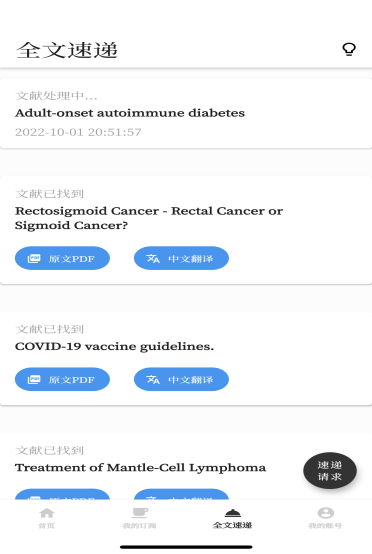 全文速递
文献处理中...
Adult-onset autoimmune diabetes
2022-10-01 20:51:57
文献已找到
Rectosigmoid Cancer - Rectal Cancer or
Sigmoid Cancer?
原文PDF
中文翻译
文献已找到
COVID-19 vaccine guidelines.
原文PDF
中文翻译
文献已找到
Treatment of Mantle-Cell Lymphoma
速递
请求
首页
我的订阅
全文速递
我的账号